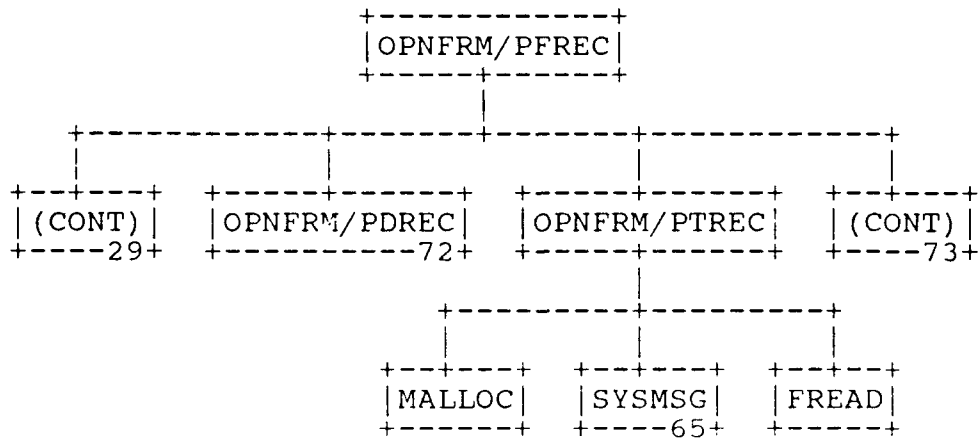 OPNFRM/PFREC
(CONT) OPNFRM/PDREC OPNFRM/PTREC (CONT)
29 72 73
MALLOC SYSMSG FREAD
65